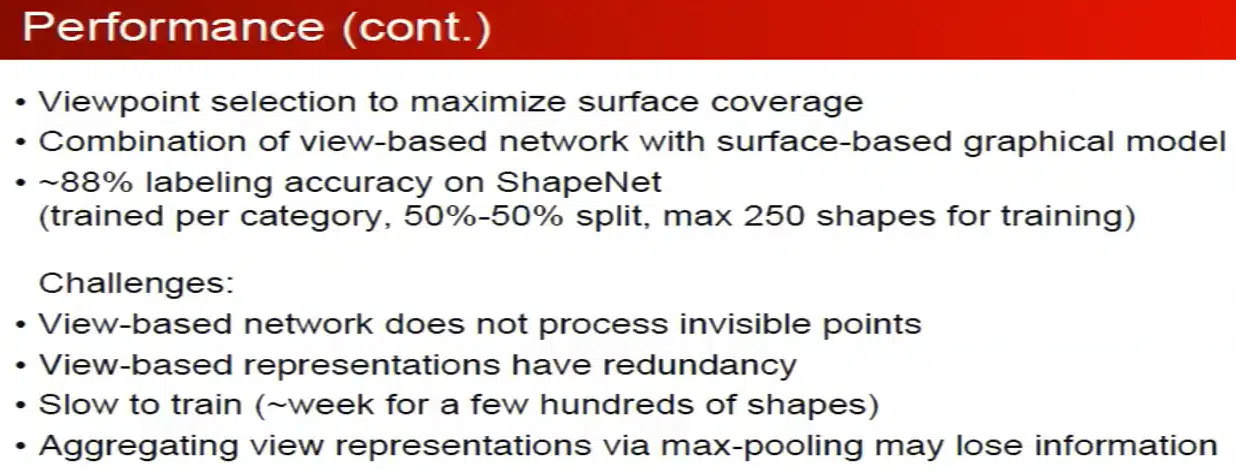 Performance (cont.)
• Viewpoint selection to maximize surface coverage
• Combination of view-based network with surface-based graphical model
• ~88% labeling accuracy on ShapeNet
(trained per category, 50%-50% split, max 250 shapes for training)
Challenges:
• View-based network does not process invisible points
• View-based representations have redundancy
• Slow to train (~week for a few hundreds of shapes)
• Aggregating view representations via max-pooling may lose information